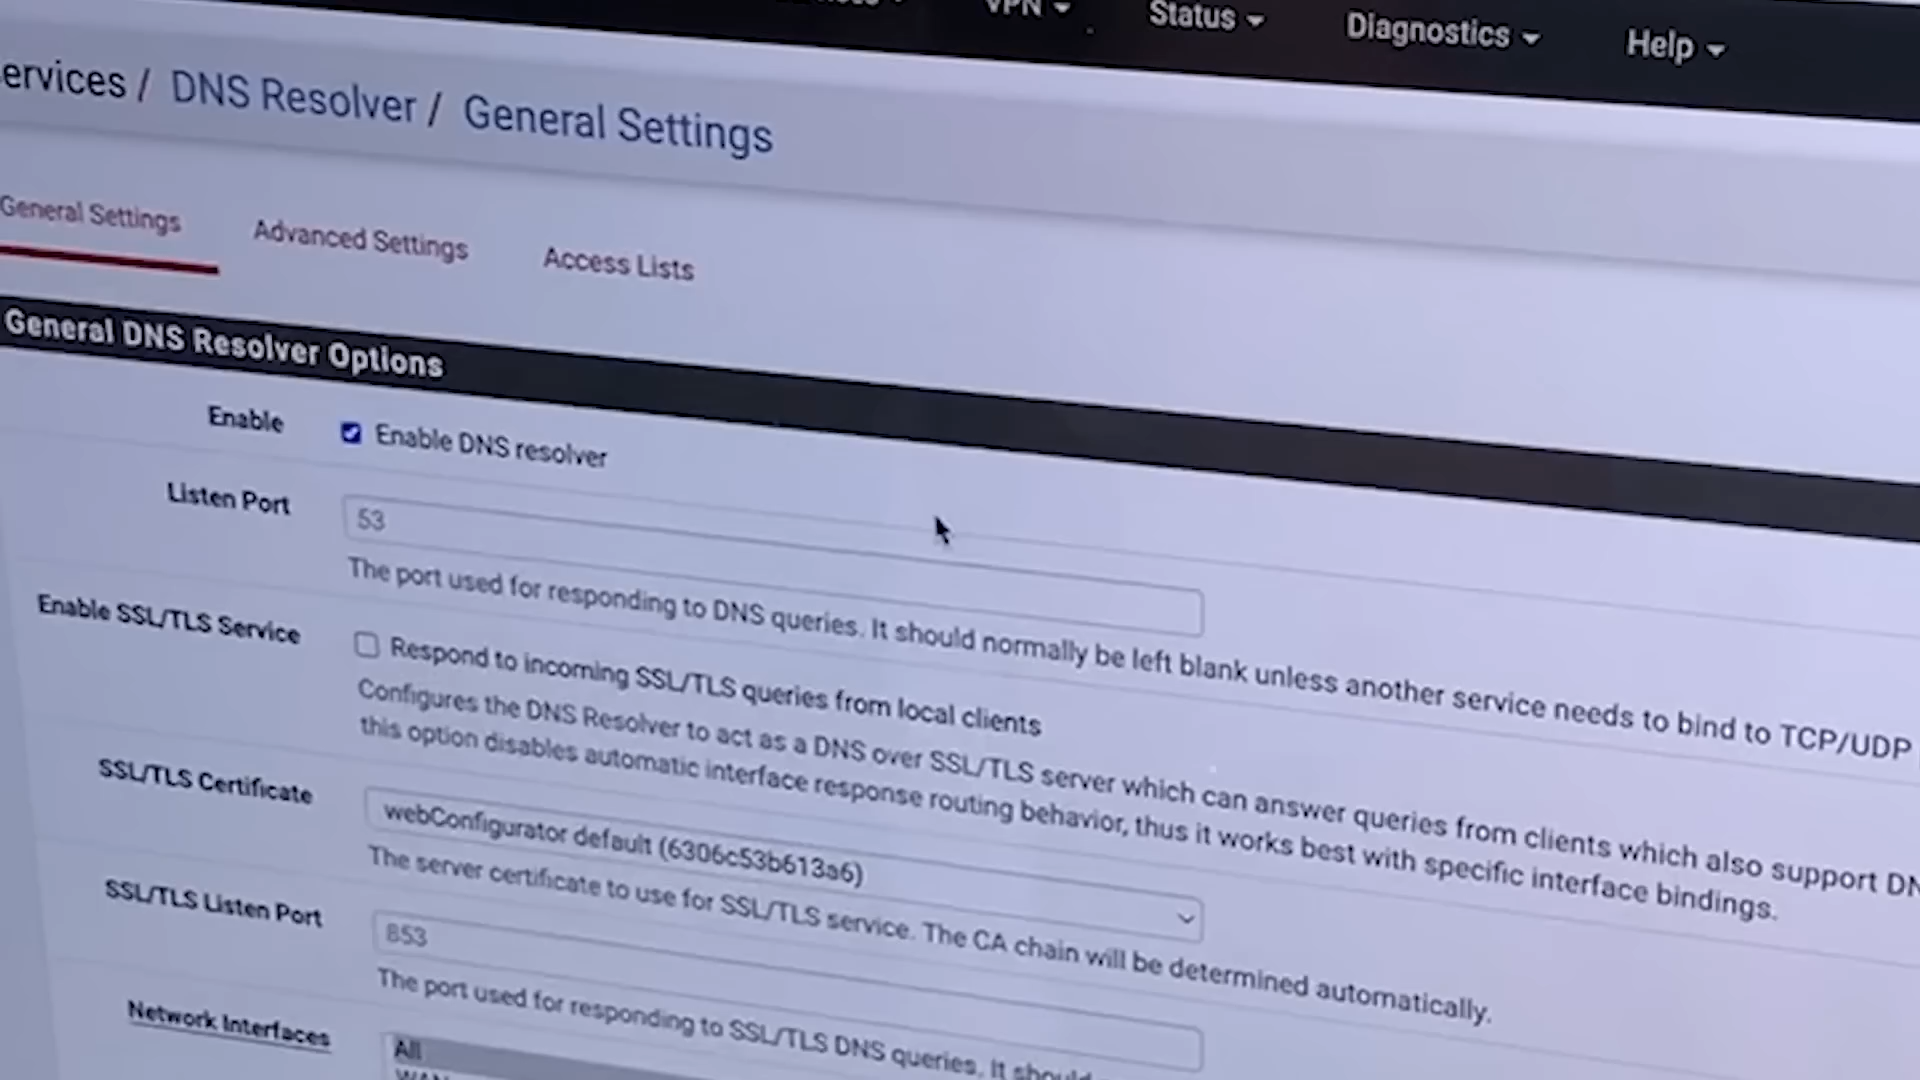 VPN Status Diagnostics Help
ervices / DNS Resolver / General Settings
General Settings Advanced Settings Access Lists
General DNS Resolver Options
Enable Enable DNS resolver
Listen Port 53
The port used for responding to DNS queries. It should normally be left blank unless another service needs to bind to TCP/UDP
Enable SSL/TLS Service Respond to incoming SSL/TLS queries from local clients
Configures the DNS Resolver to act as a DNS over SSL/TLS server which can answer queries from clients which also support DN
this option disables automatic interface response routing behavior, thus it works best with specific interface bindings.
SSL/TLS Certificate webConfigurator default (6306c53b613a6)
The server certificate to use for SSL/TLS service. The CA chain will be determined automatically.
SSL/TLS Listen Port 853
The port used for responding to SSL/TLS DNS queries. It should
Network Interfaces All
WAN